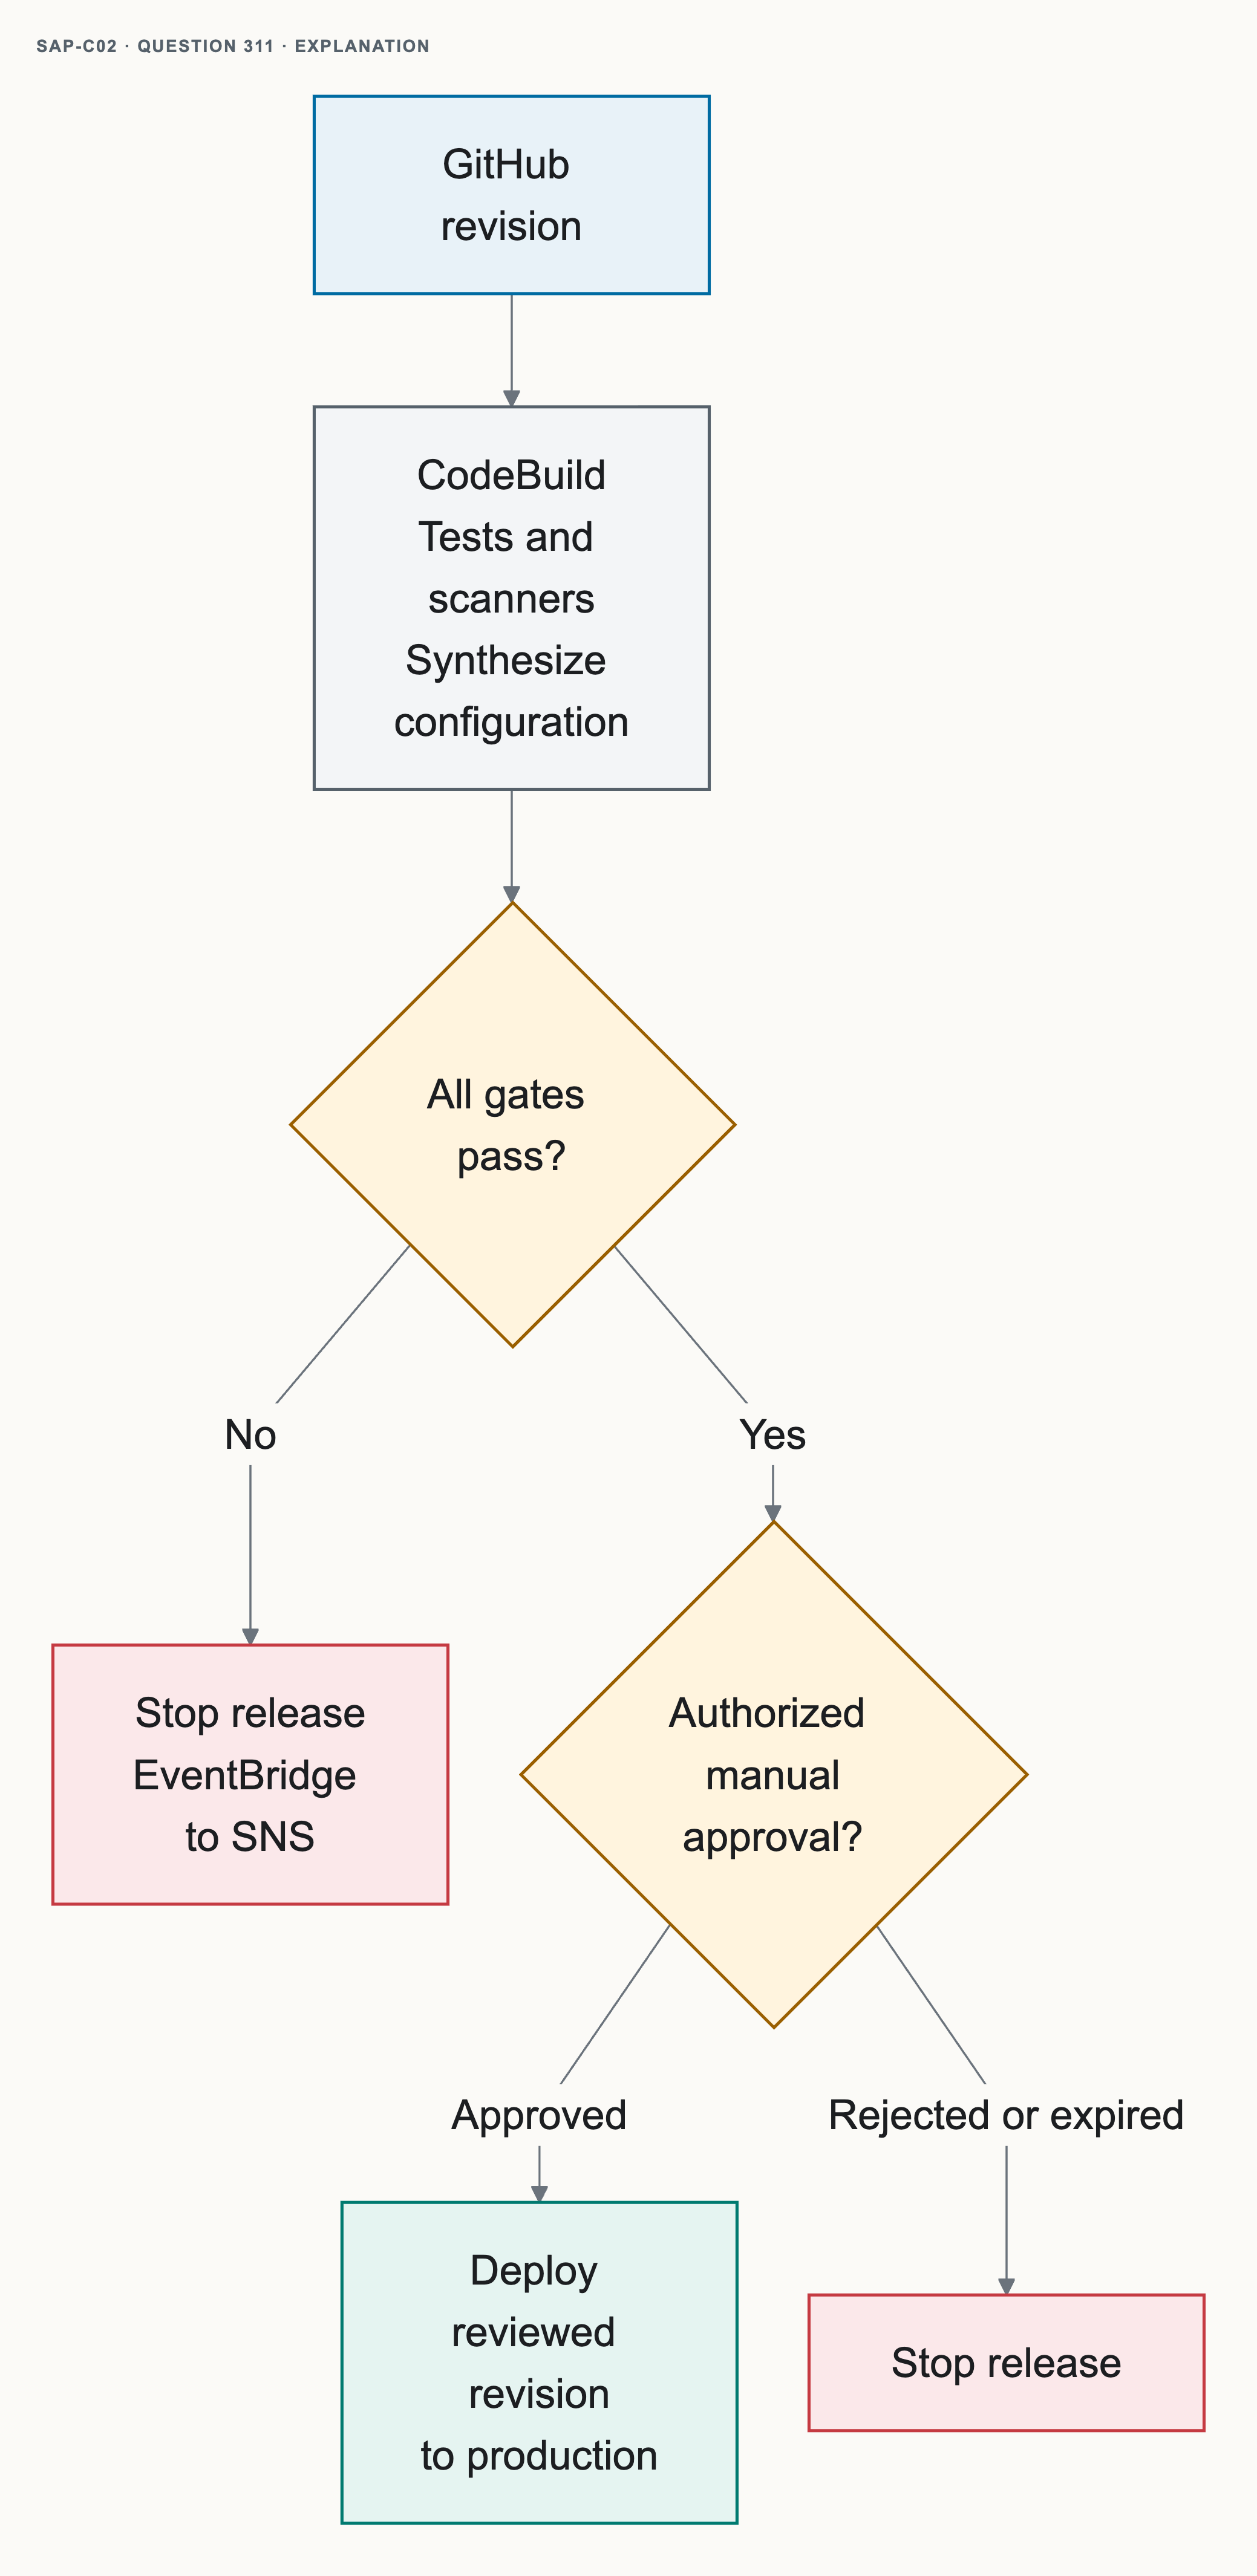 SAP-C02 · QUESTION 311 · EXPLANATION
GitHub
revision
CodeBuild
Tests and
scanners
Synthesize
configuration
All gates
pass?
No
Yes
Stop release
EventBridge
to SNS
Authorized
manual
approval?
Approved
Rejected or expired
Deploy
reviewed
revision
to production
Stop release